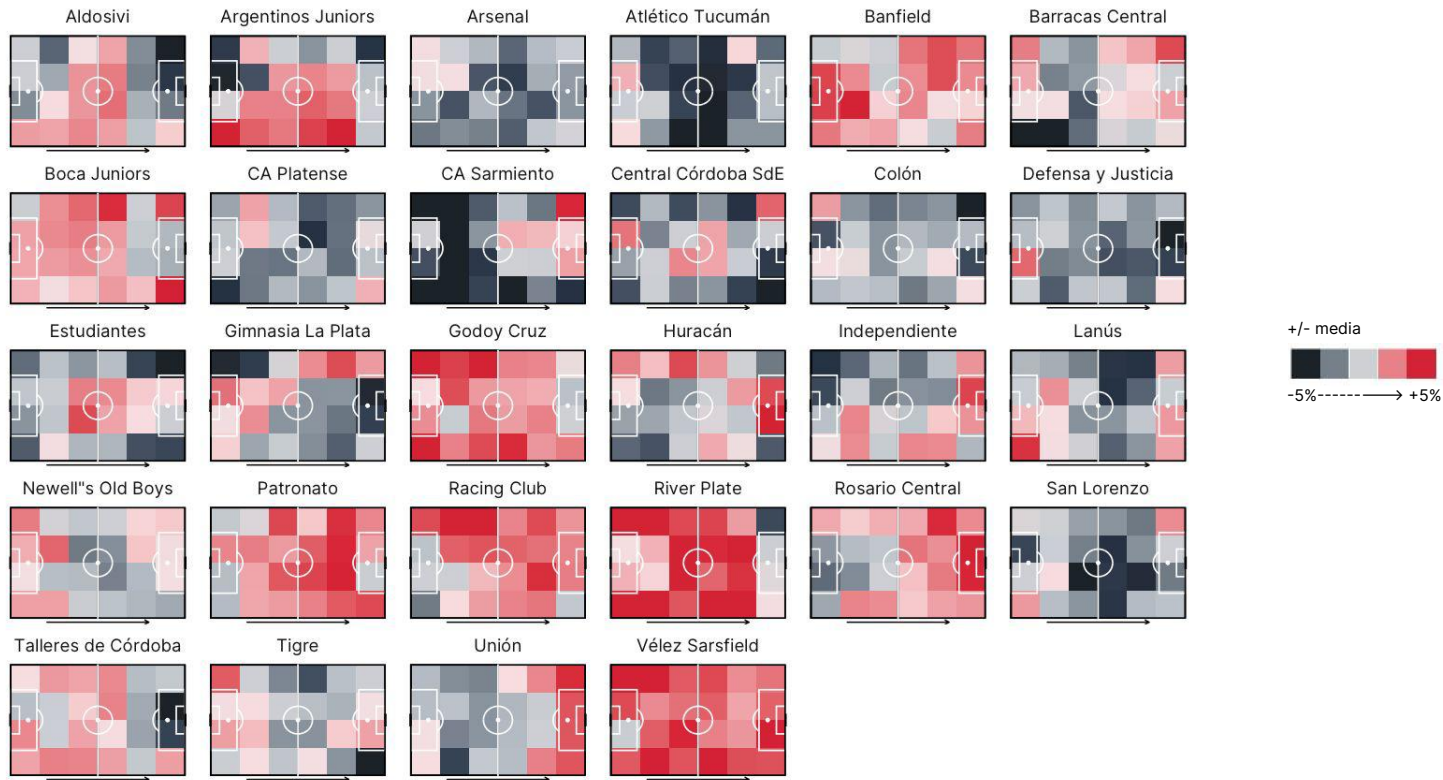 Aldosivi
Argentinos Juniors
Arsenal
Atlético Tucumán
Banfield
Barracas Central
Boca Juniors
CA Platense
CA Sarmiento
Central Córdoba SdE
Colón
Defensa y Justicia
Estudiantes
Gimnasia La Plata
Godoy Cruz
Huracán
Independiente
Lanús
+/- media
-5%------→ +5%
Newell"s Old Boys
Patronato
Racing Club
River Plate
Rosario Central
San Lorenzo
Talleres de Córdoba
Tigre
Unión
Vélez Sarsfield